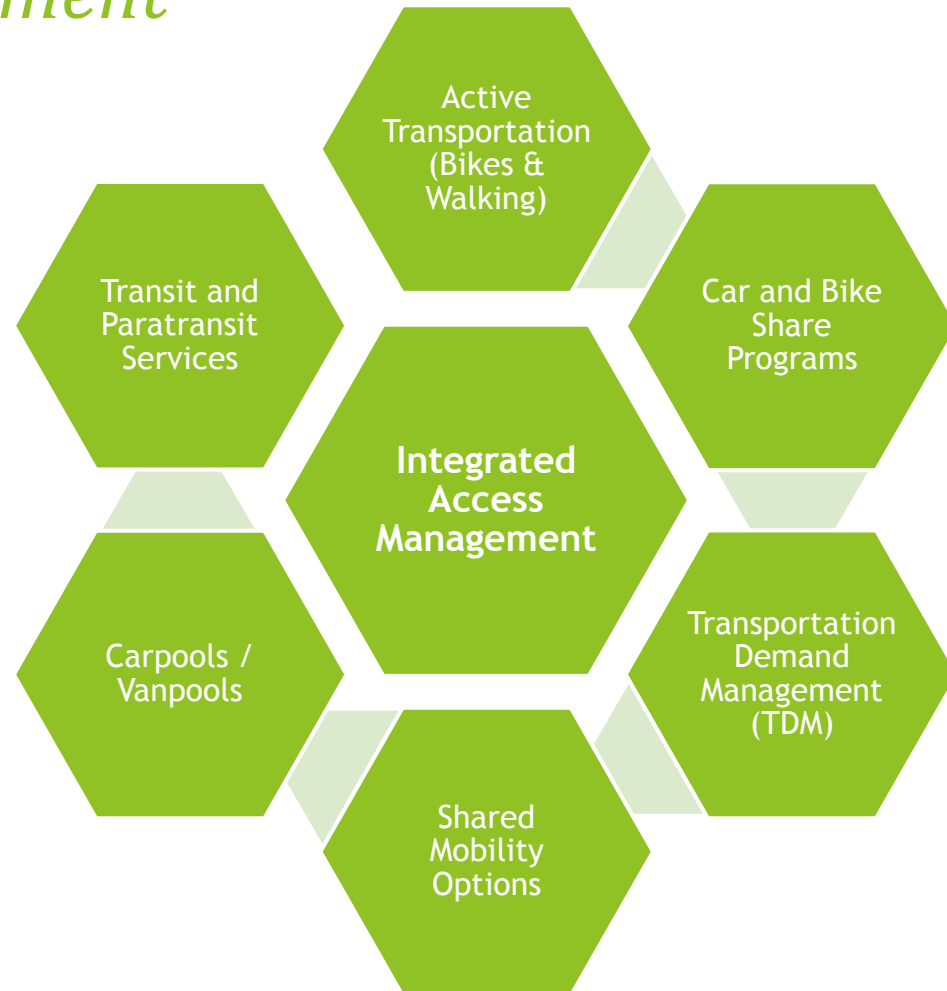 Active
Transportation
(Bikes &
Walking)
Car and Bike
Share
Programs
Transportation
Demand
Management
(TDM)
Shared
Mobility
Options
Carpools /
Vanpools
Transit and
Paratransit
Services
Integrated
Access
Management